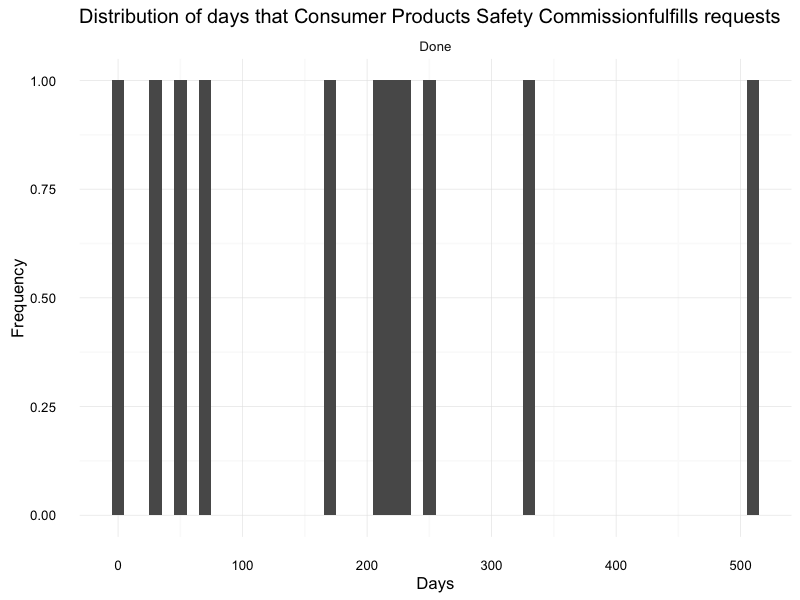 Distribution of days that Consumer Products Safety Commissionfulfills requests
Done
1.00
0.75
0.50
0.25
0.00
Frequency
0 100 200 300 400 500
Days